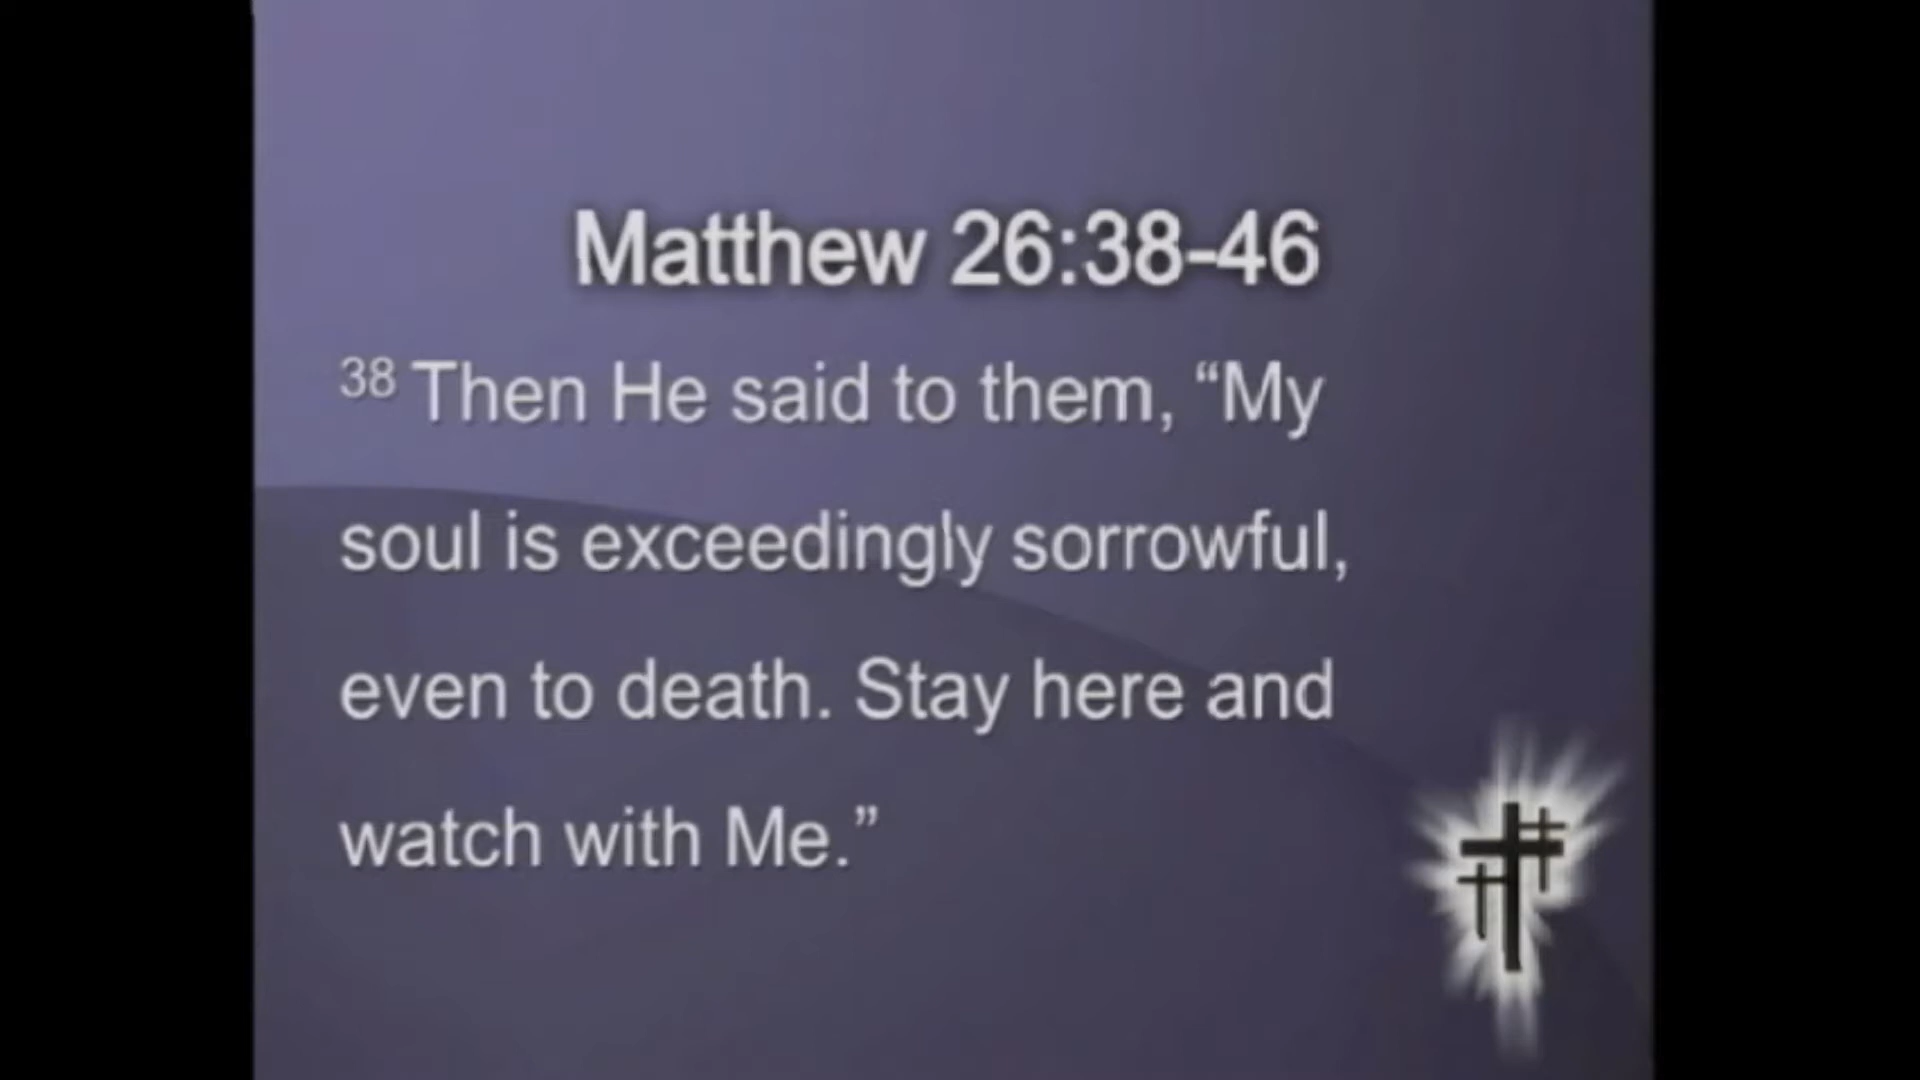 Matthew 26:38-46
38 Then He said to them, “My
soul is exceedingly sorrowful,
even to death. Stay here and
watch with Me.”